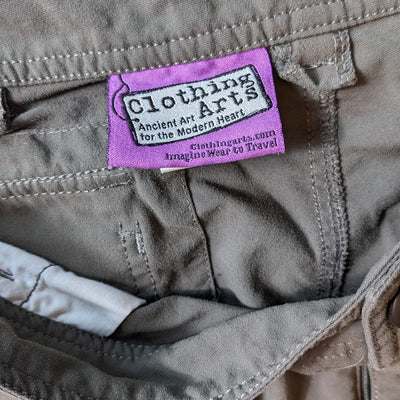 Clothing
Arts
Ancient Art
for the Modern Heart
Clothingarts.com
Imagine Wear to Travel